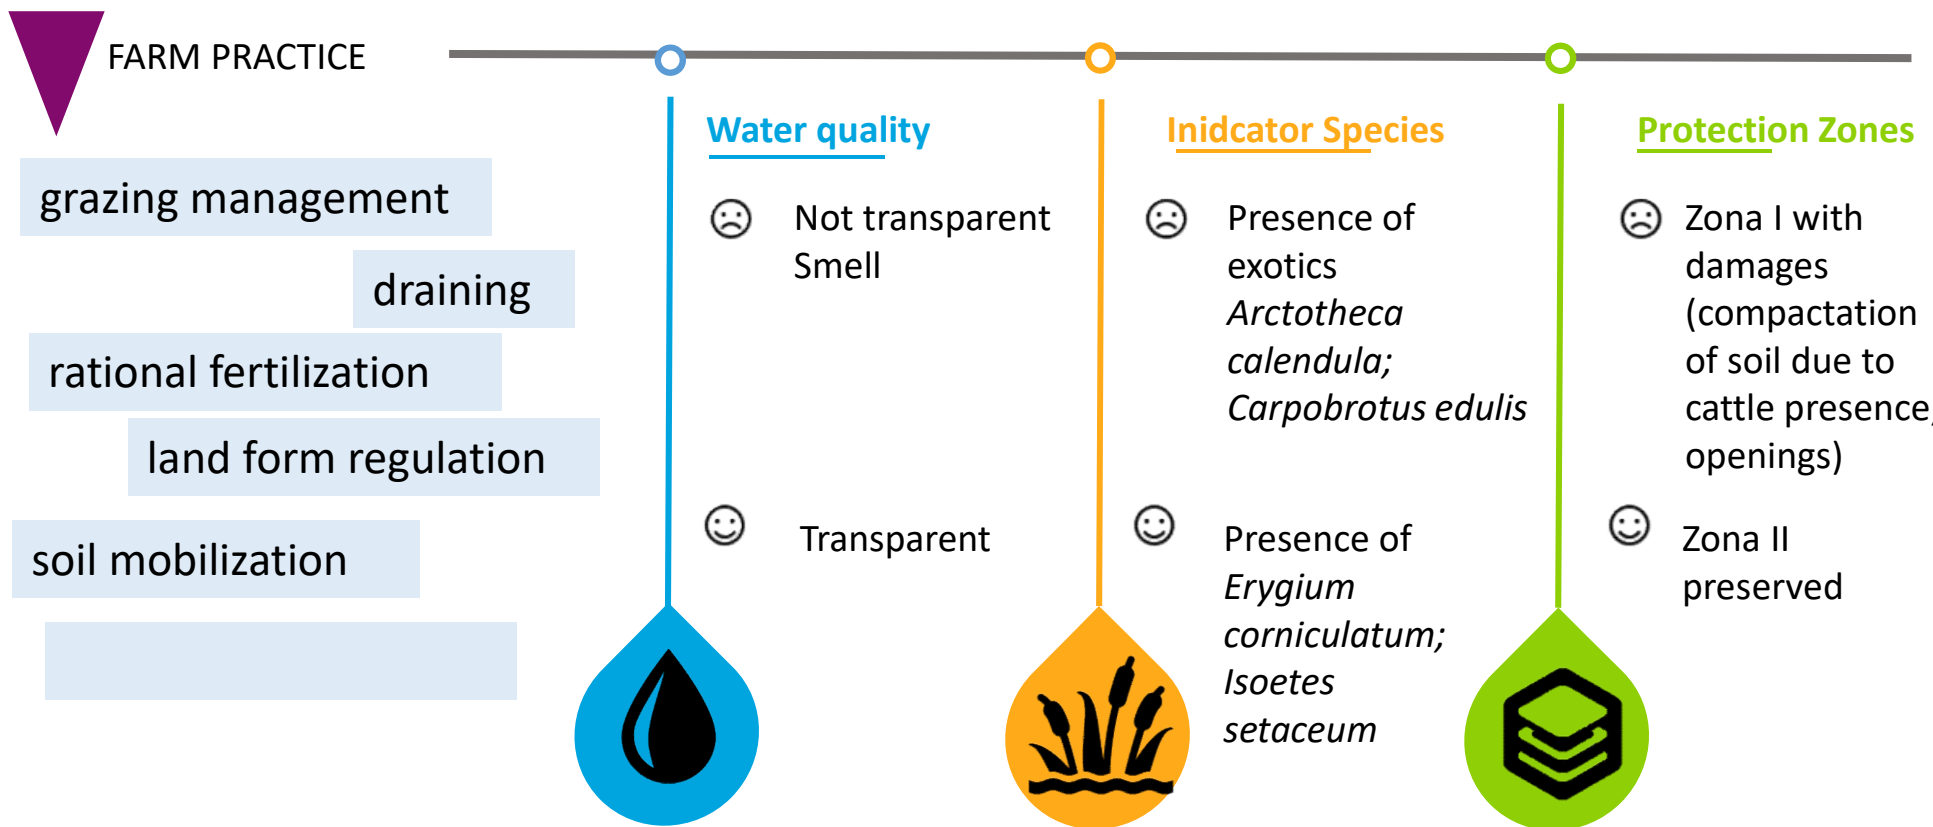 FARM PRACTICE
grazing management
draining
rational fertilization
land form regulation
soil mobilization
Water quality
Not transparent
Smell
Transparent
Inidcator Species
Presence of
exotics
Arctotheca
calendula;
Carpobrotus edulis
Presence of
Erygium
corniculatum;
Isoetes
setaceum
Protection Zones
Zona I with
damages
(compactation
of soil due to
cattle presence,
openings)
Zona II
preserved